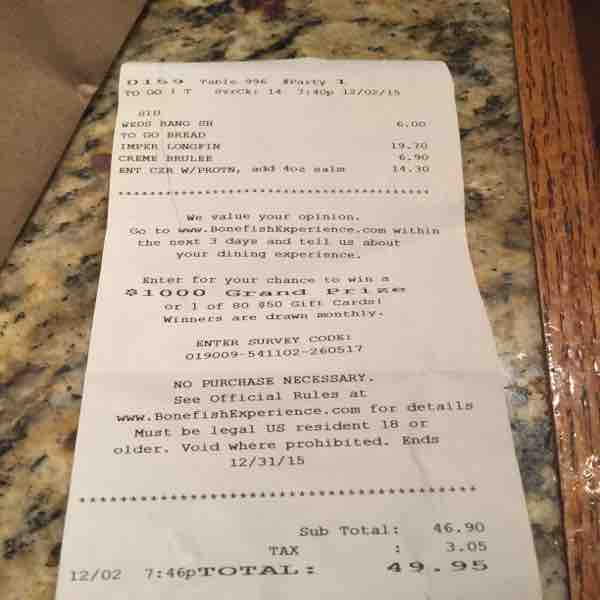 0159 Table 996 #Party 1
TO GO T SvrCk: 14 7:40p 12/02/15
WEDS BANG SH 6.00
TO GO BREAD
IMPER LONGFIN 19.70
CREME BRULEE 6.90
ENT CZR W/PROTN, add 4oz salm 14.30
****************************************
We value your opinion.
Go to www.BonefishExperience.com within
the next 3 days and tell us about
your dining experience.
Enter for your chance to win a
$1000 Grand Prize
or 1 of 80 $50 Gift Cards!
Winners are drawn monthly.
ENTER SURVEY CODE:
019009-541102-260517
NO PURCHASE NECESSARY.
See Official Rules at
www.BonefishExperience.com for details
Must be legal US resident 18 or
older. Void where prohibited. Ends
12/31/15
****************************************
Sub Total: 46.90
TAX : 3.05
12/02 7:46pTOTAL: 49.95